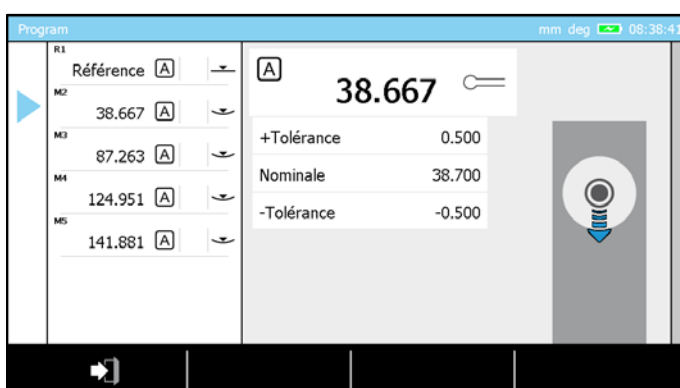 Program mm deg 08:38:41
R1
Référence A
M2
38.667 A
M3
87.263 A
M4
124.951 A
M5
141.881 A
A
38.667
+Tolérance 0.500
Nominale 38.700
-Tolérance -0.500